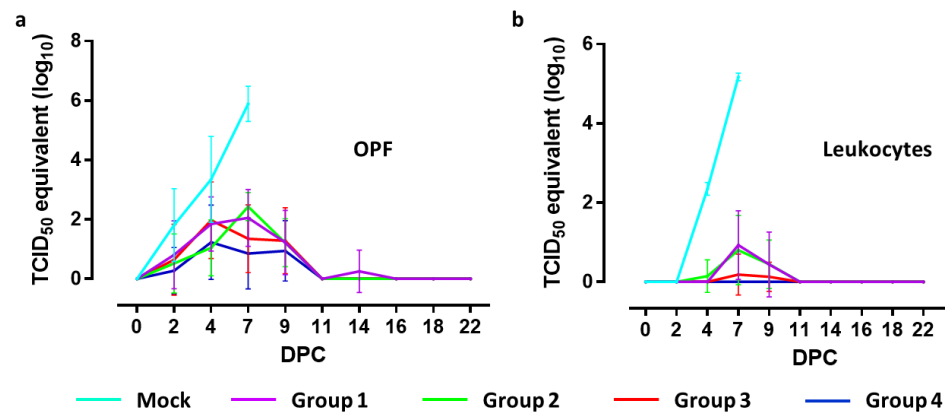 a
TCID50 equivalent (log10)
8
6
4
2
0
OPF
0 2 4 7 9 11 14 16 18 22
DPC
b
TCID50 equivalent (log10)
6
4
2
0
Leukocytes
0 2 4 7 9 11 14 16 18 22
DPC
Mock Group 1 Group 2 Group 3 Group 4